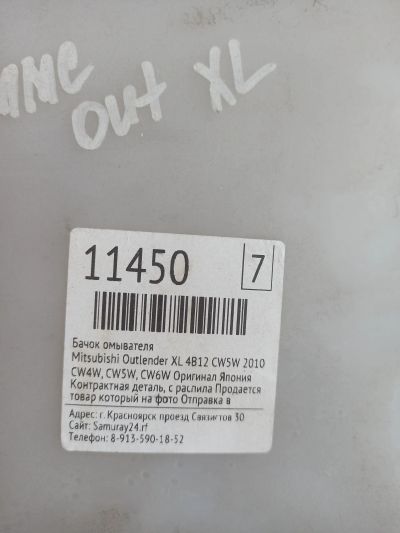 OUT XL
11450
7
Бачок омывателя
Mitsubishi Outlender XL 4B12 CW5W 2010
CW4W, CW5W, CW6W Оригинал Япония
Контрактная деталь, с распила Продается
товар который на фото Отправка в
Адрес: г. Красноярск проезд Связистов 30
Сайт: Samuray24.rf
Телефон: 8-913-590-18-52